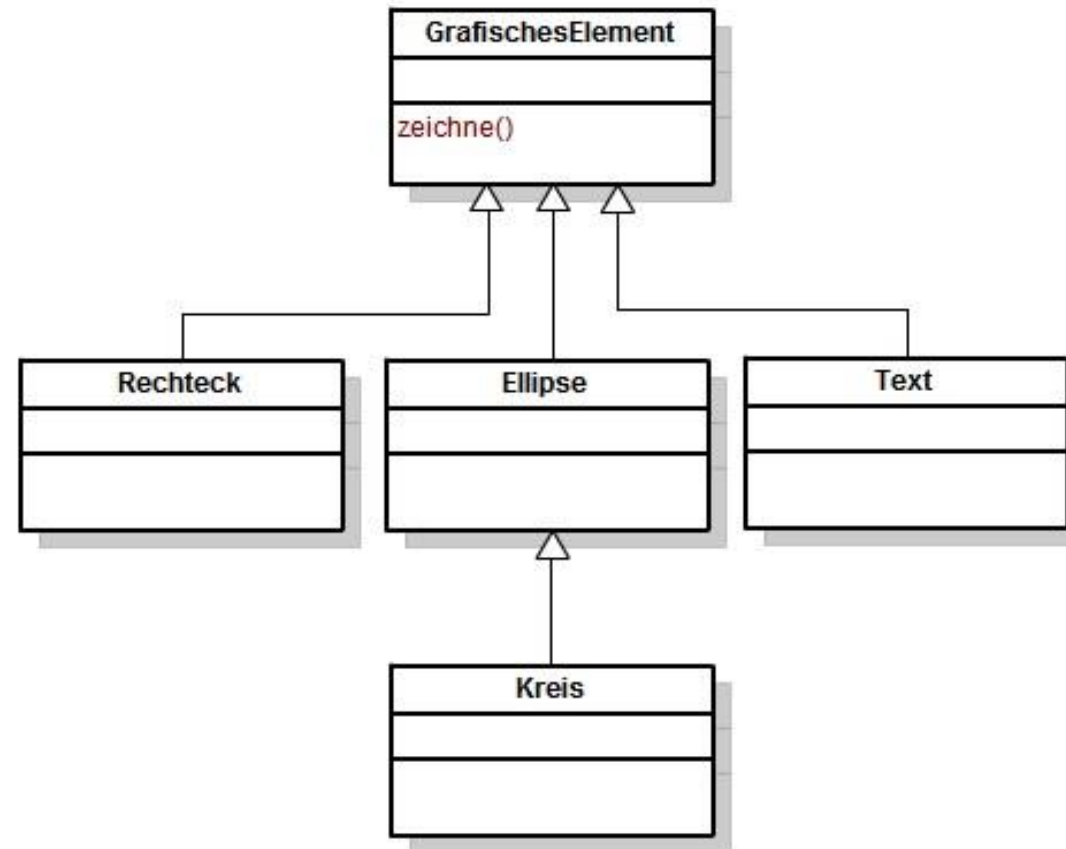 GrafischesElement
zeichne()
Rechteck
Ellipse
Text
Kreis